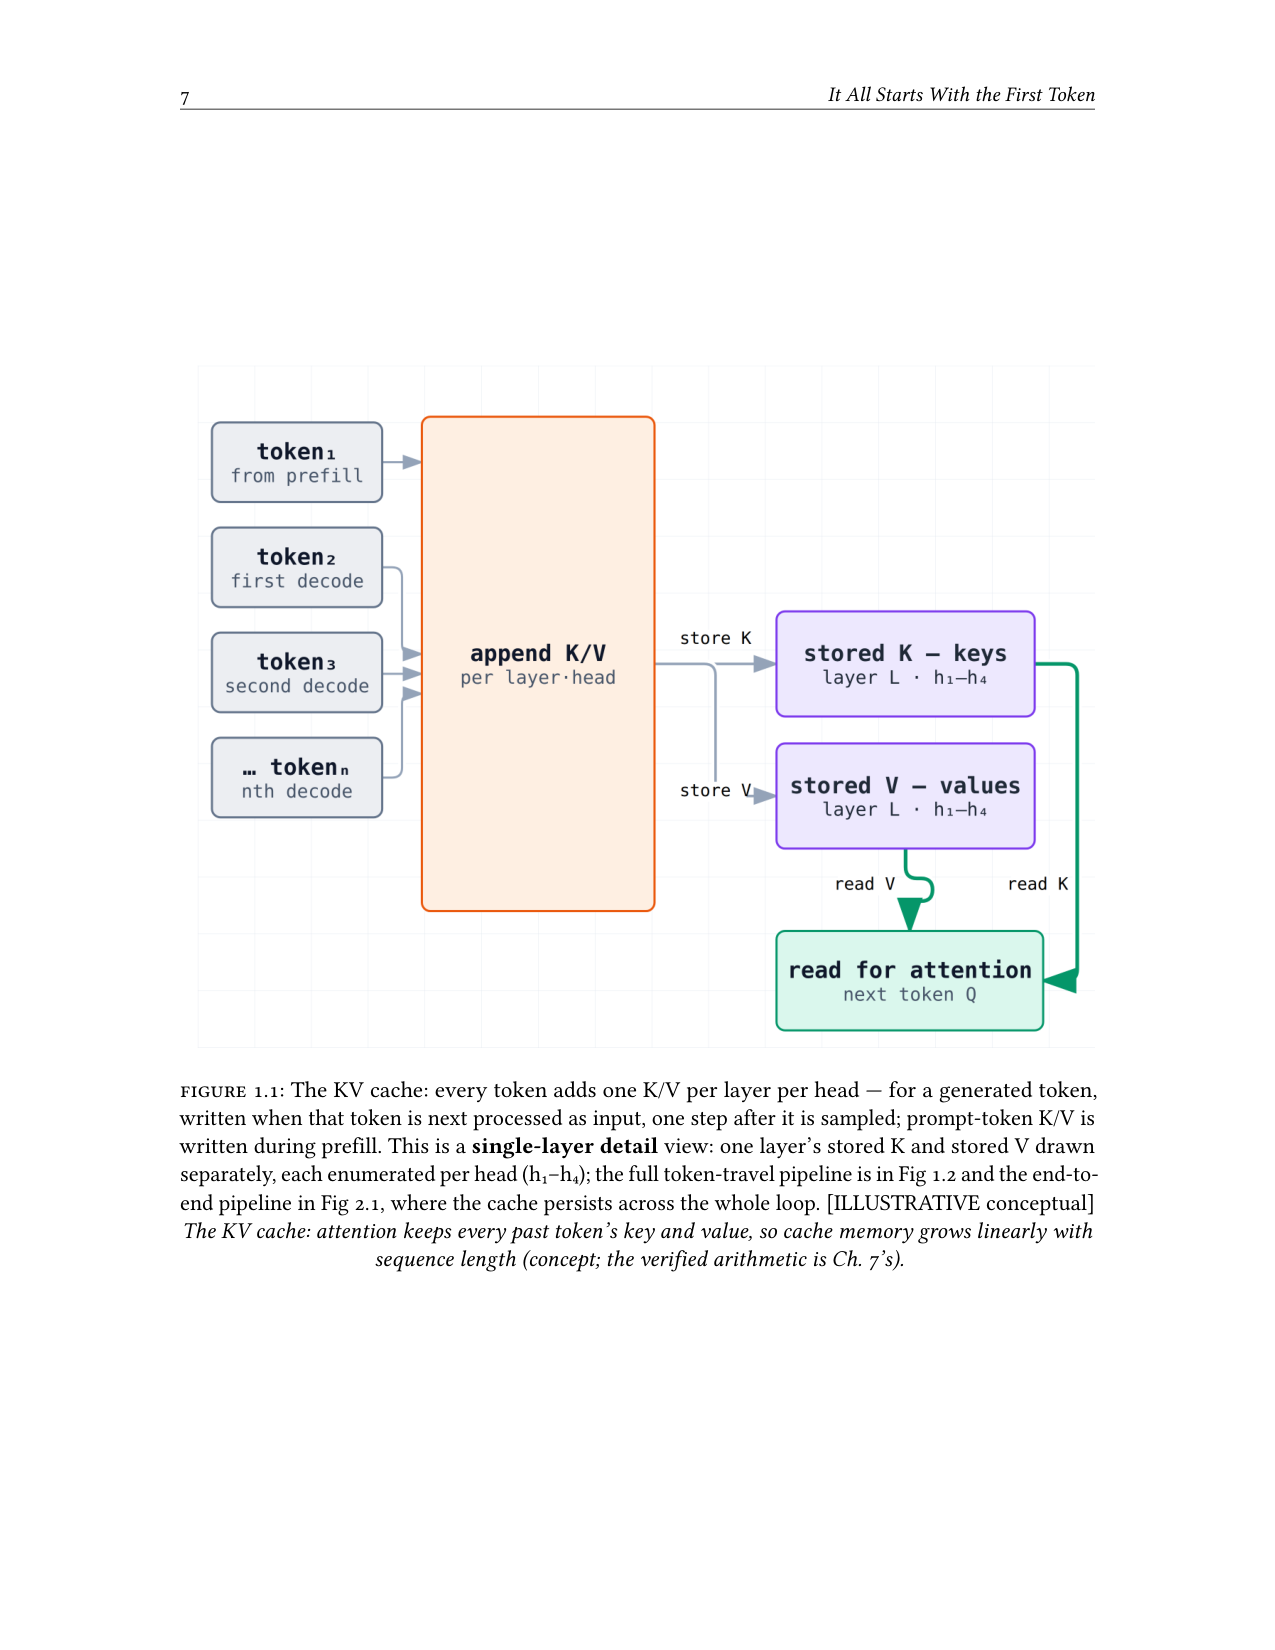 7
It All Starts With the First Token
token₁
from prefill
token₂
first decode
token₃
second decode
… tokenₙ
nth decode
append K/V
per layer·head
store K
store V
stored K — keys
layer L · h₁—h₄
stored V — values
layer L · h₁—h₄
read V
read K
read for attention
next token Q
FIGURE 1.1: The KV cache: every token adds one K/V per layer per head — for a generated token,
written when that token is next processed as input, one step after it is sampled; prompt-token K/V is
written during prefill. This is a single-layer detail view: one layer's stored K and stored V drawn
separately, each enumerated per head (h₁–h₄); the full token-travel pipeline is in Fig 1.2 and the end-to-
end pipeline in Fig 2.1, where the cache persists across the whole loop. [ILLUSTRATIVE conceptual]
The KV cache: attention keeps every past token's key and value, so cache memory grows linearly with
sequence length (concept; the verified arithmetic is Ch. 7's).